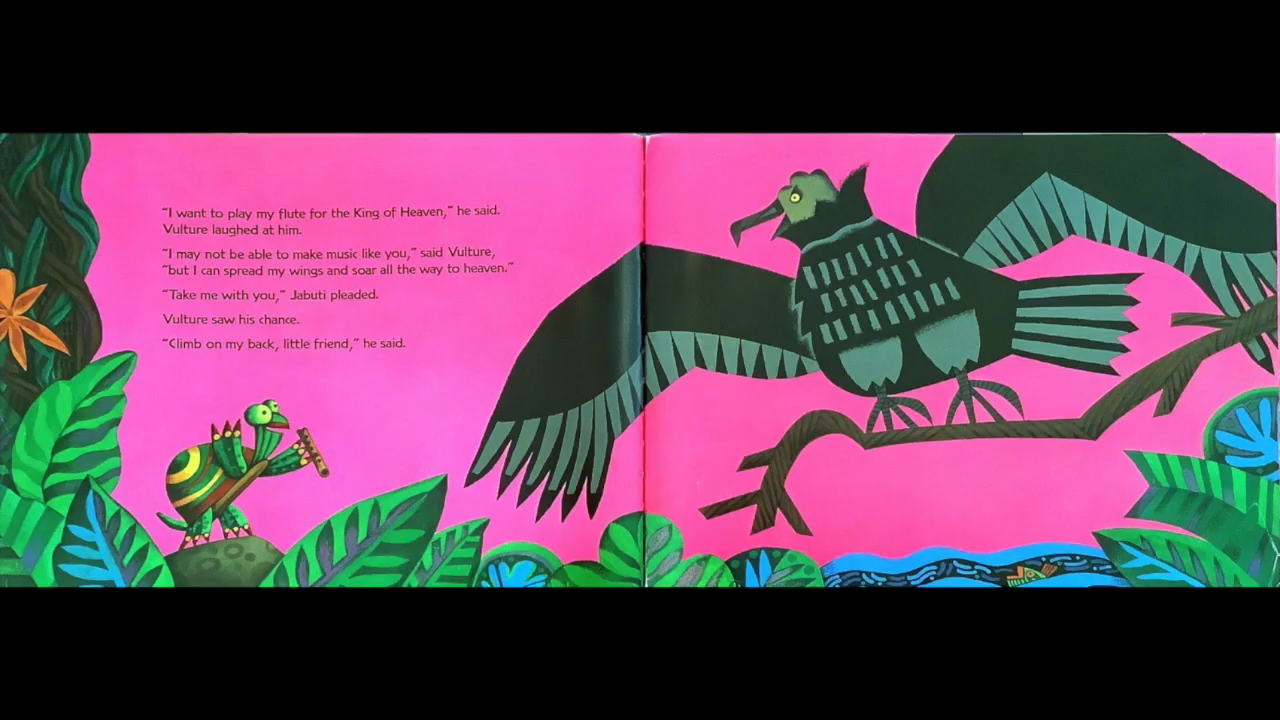 “I want to play my flute for the King of Heaven,” he said.
Vulture laughed at him.
“I may not be able to make music like you,” said Vulture,
“but I can spread my wings and soar all the way to heaven.”
“Take me with you,” Jabuti pleaded.
Vulture saw his chance.
“Climb on my back, little friend,” he said.